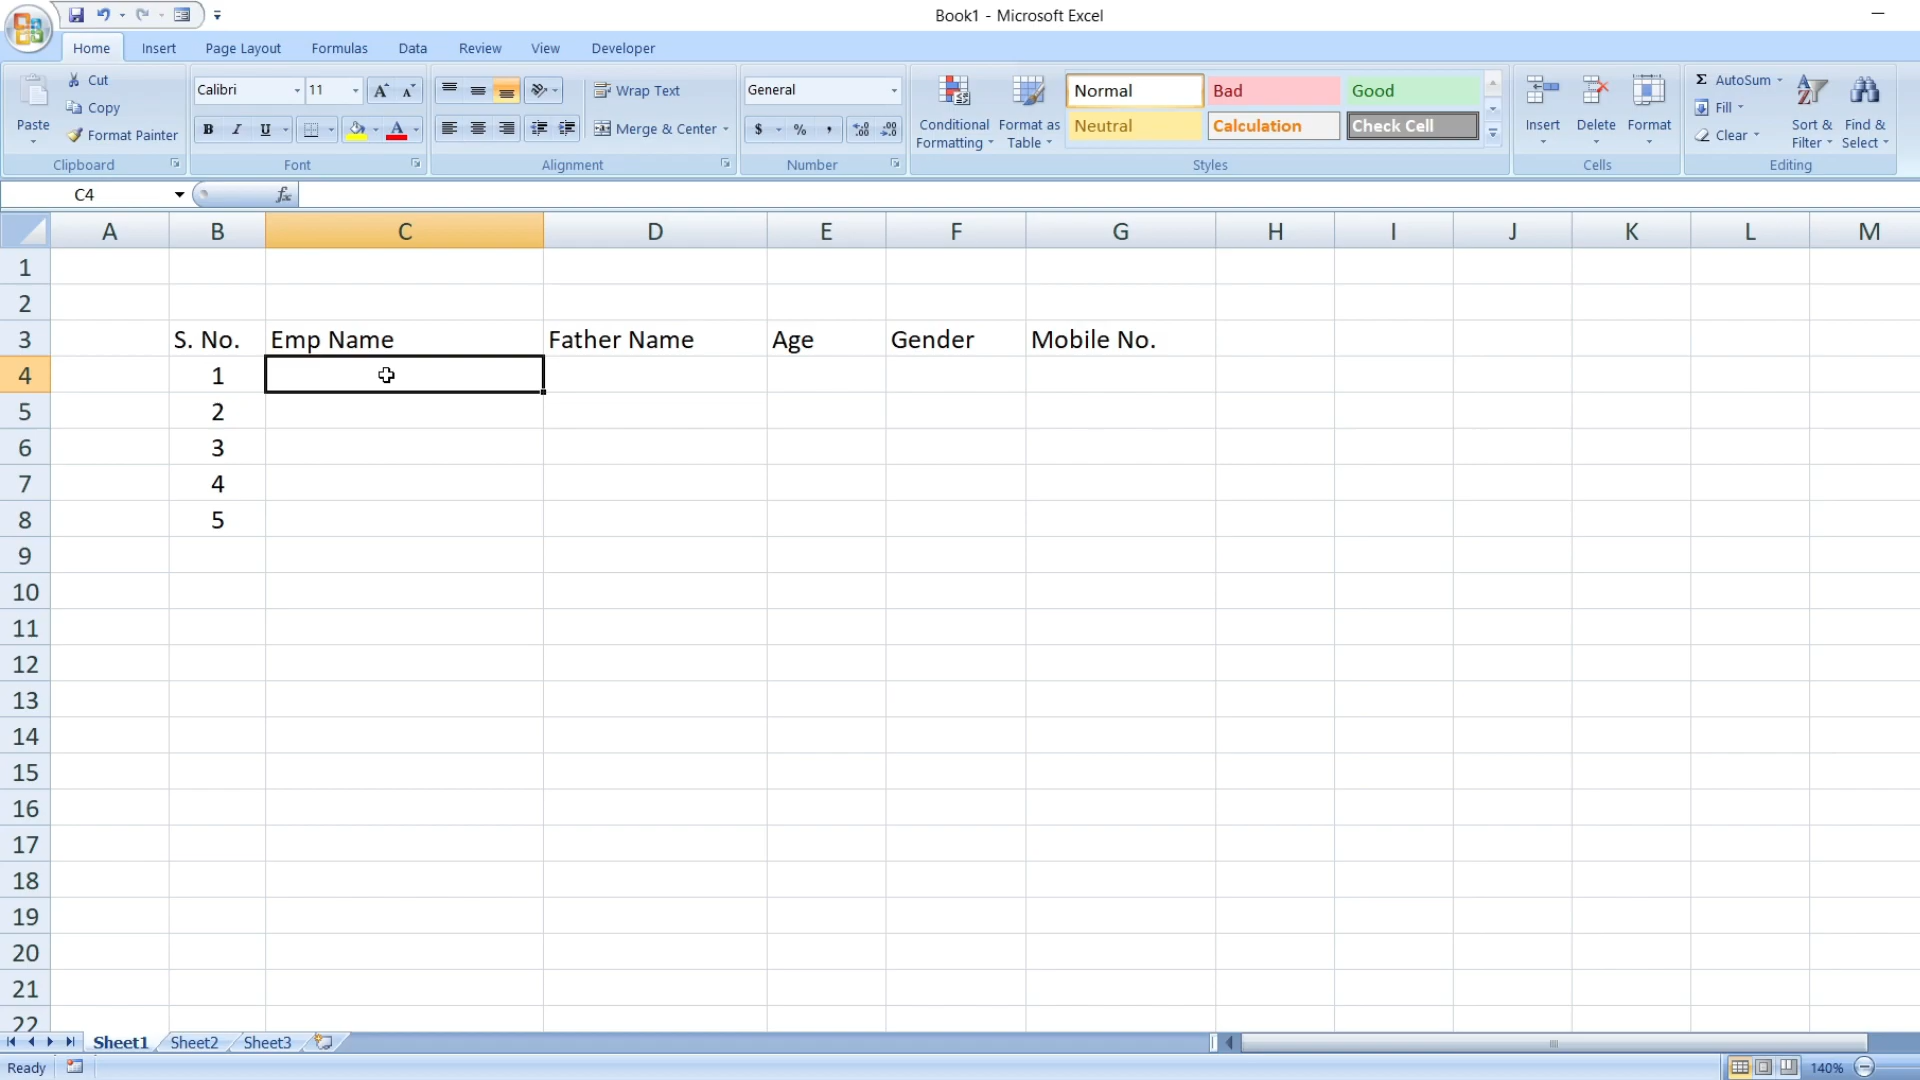 Book1 - Microsoft Excel
Home Insert Page Layout Formulas Data Review View Developer
Paste
Cut
Copy
Format Painter
Clipboard
Calibri 11
B I U
Font
Wrap Text
Merge & Center
Alignment
General
$ % ,
Number
Conditional Formatting
Format as Table
Normal Bad Good
Neutral Calculation Check Cell
Styles
Insert Delete Format
Cells
Σ AutoSum
Fill
Clear
Sort & Filter
Find & Select
Editing
C4 fx
A B C D E F G H I J K L M
1
2
3 S. No. Emp Name Father Name Age Gender Mobile No.
4 1
5 2
6 3
7 4
8 5
9
10
11
12
13
14
15
16
17
18
19
20
21
22
Sheet1 Sheet2 Sheet3
Ready 140%